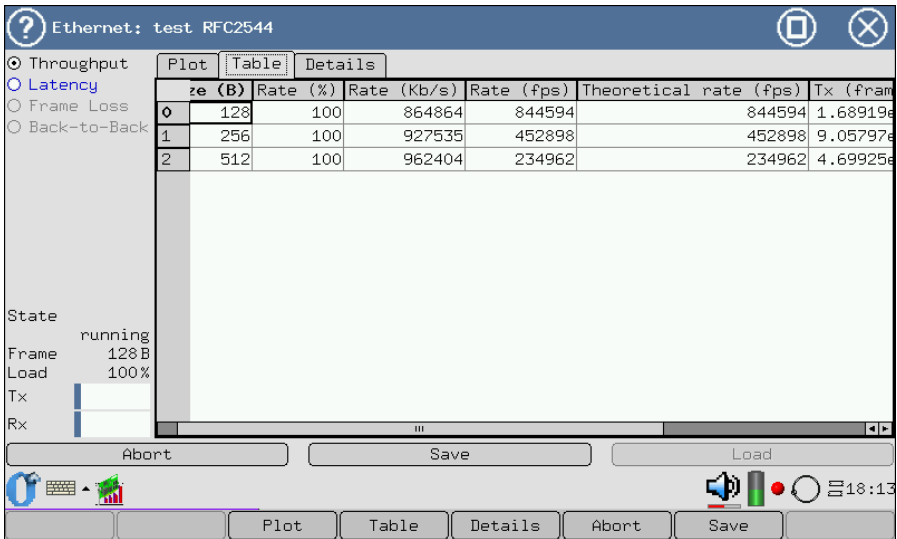 ? Ethernet: test RFC2544
Throughput
Latency
Frame Loss
Back-to-Back
Plot Table Details
ze (B) Rate (%) Rate (Kb/s) Rate (fps) Theoretical rate (fps) Tx (fram
0 128 100 864864 844594 844594 1.68919e
1 256 100 927535 452898 452898 9.05797e
2 512 100 962404 234962 234962 4.69925e
State
running
Frame 128B
Load 100%
Tx
Rx
Abort Save Load
18:13
Plot Table Details Abort Save